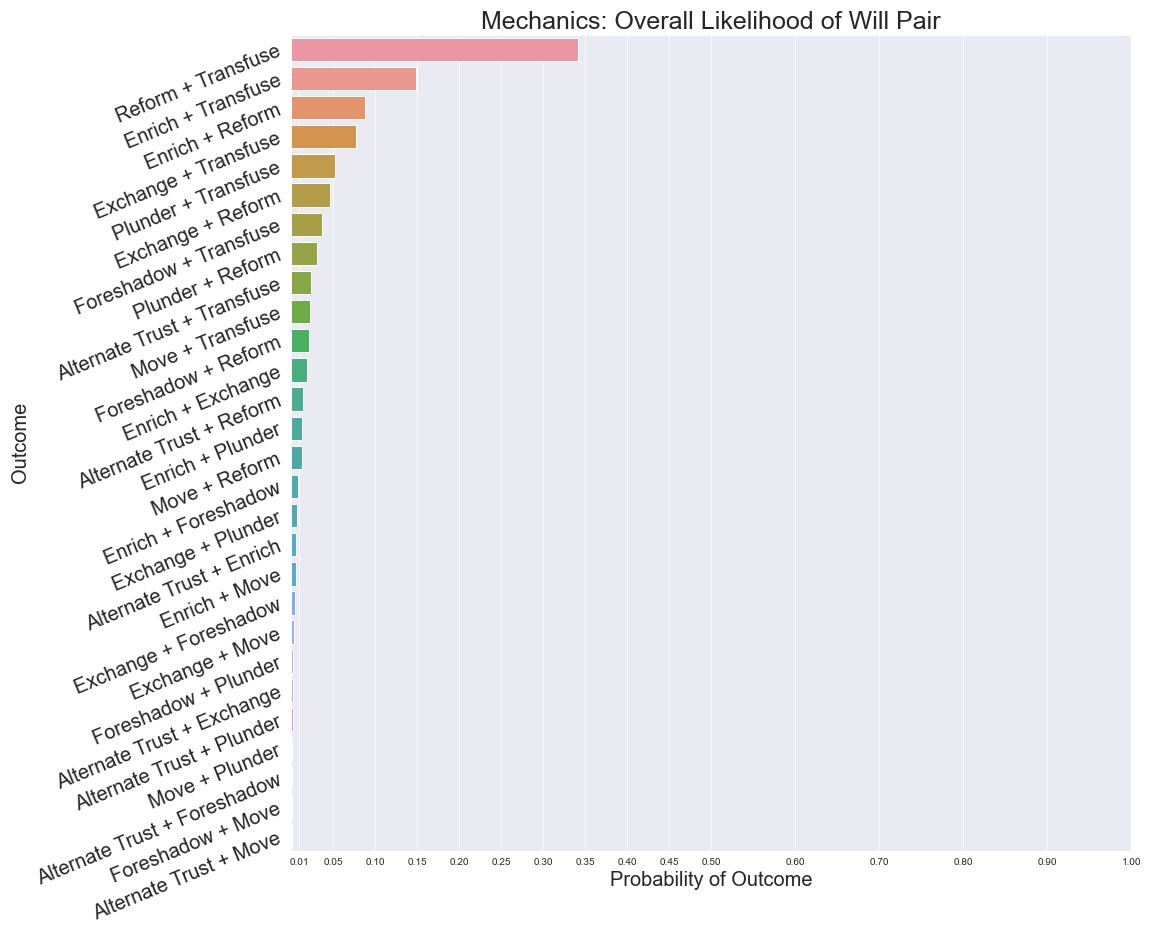 Mechanics: Overall Likelihood of Will Pair
Reform + Transfuse
Enrich + Transfuse
Enrich + Reform
Exchange + Transfuse
Plunder + Transfuse
Exchange + Reform
Foreshadow + Transfuse
Plunder + Reform
Alternate Trust + Transfuse
Move + Transfuse
Foreshadow + Reform
Enrich + Exchange
Alternate Trust + Reform
Enrich + Plunder
Move + Reform
Enrich + Foreshadow
Exchange + Plunder
Alternate Trust + Enrich
Enrich + Move
Exchange + Foreshadow
Exchange + Move
Foreshadow + Plunder
Alternate Trust + Exchange
Alternate Trust + Plunder
Move + Plunder
Alternate Trust + Foreshadow
Foreshadow + Move
Alternate Trust + Move
Outcome
0.01 0.05 0.10 0.15 0.20 0.25 0.30 0.35 0.40 0.45 0.50 0.60 0.70 0.80 0.90 1.00
Probability of Outcome